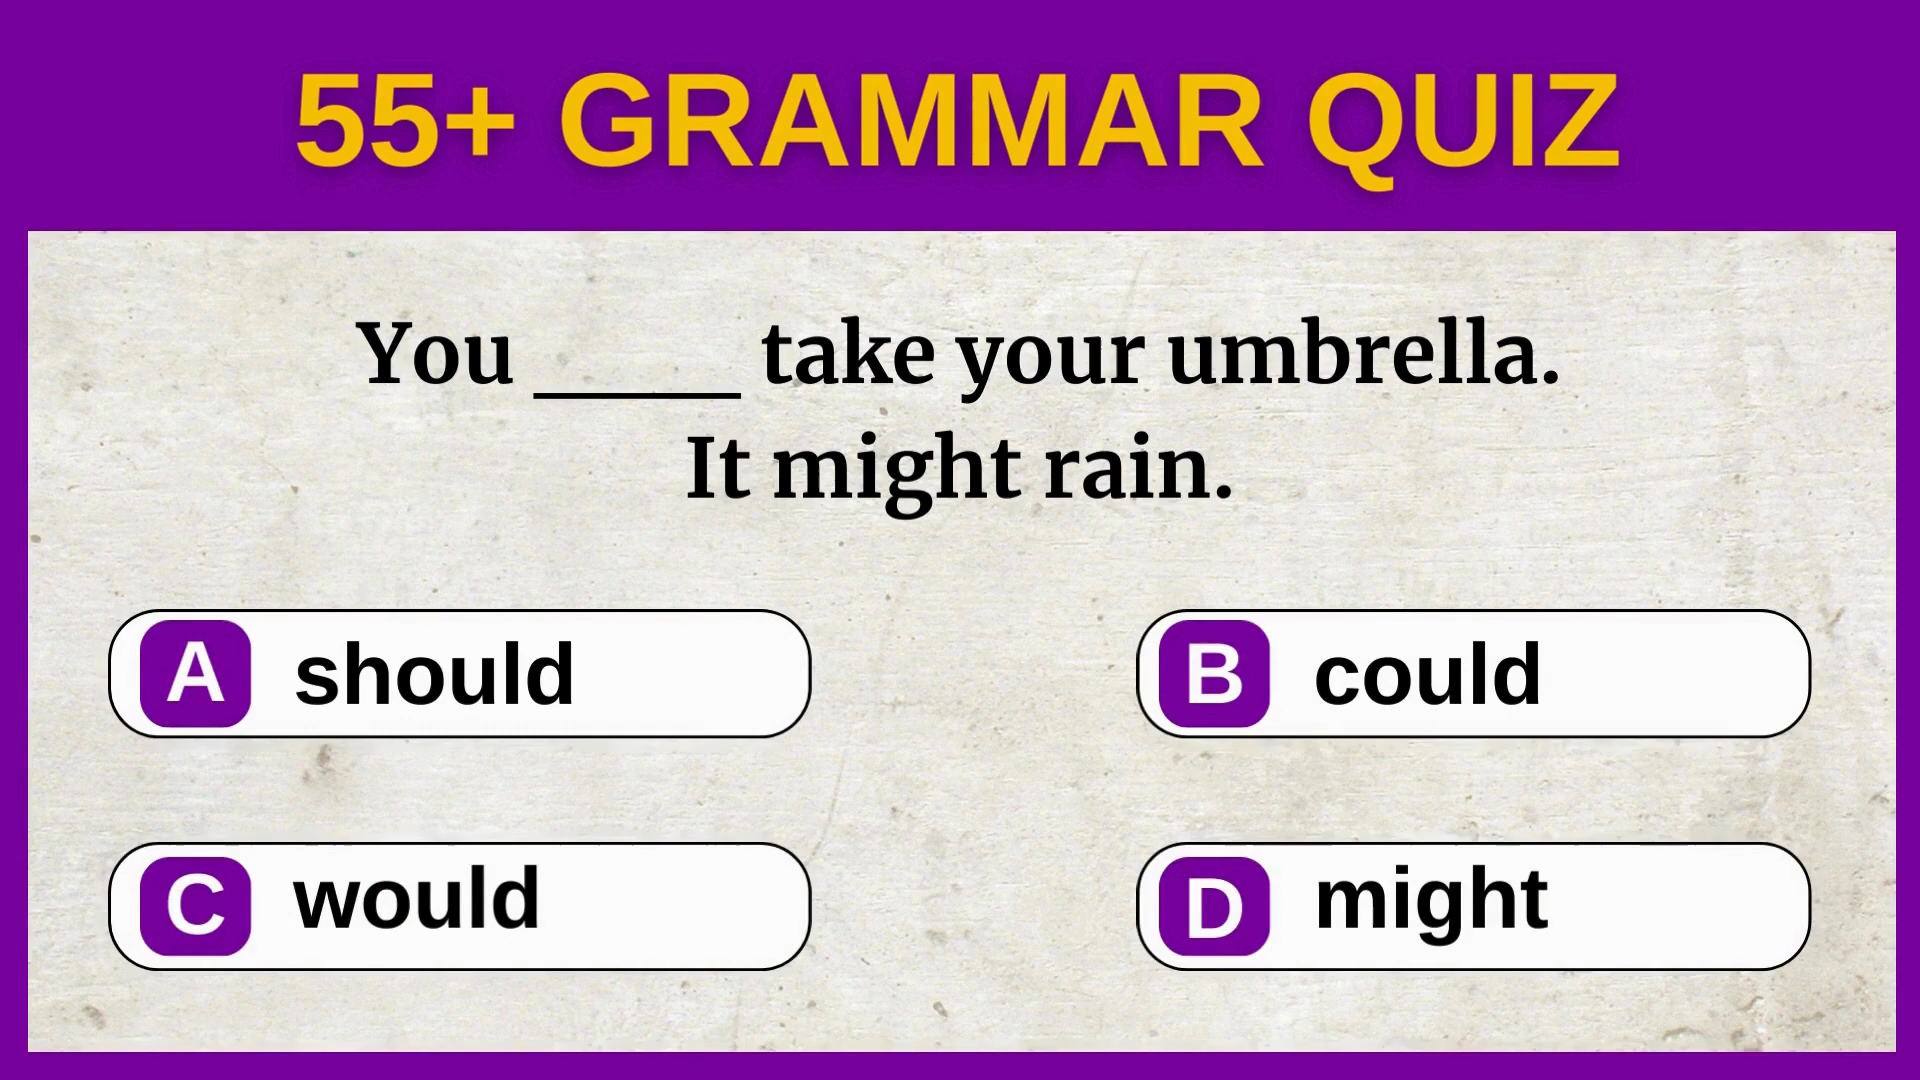 55+ GRAMMAR QUIZ
You _____ take your umbrella.
It might rain.
A should
B could
C would
D might